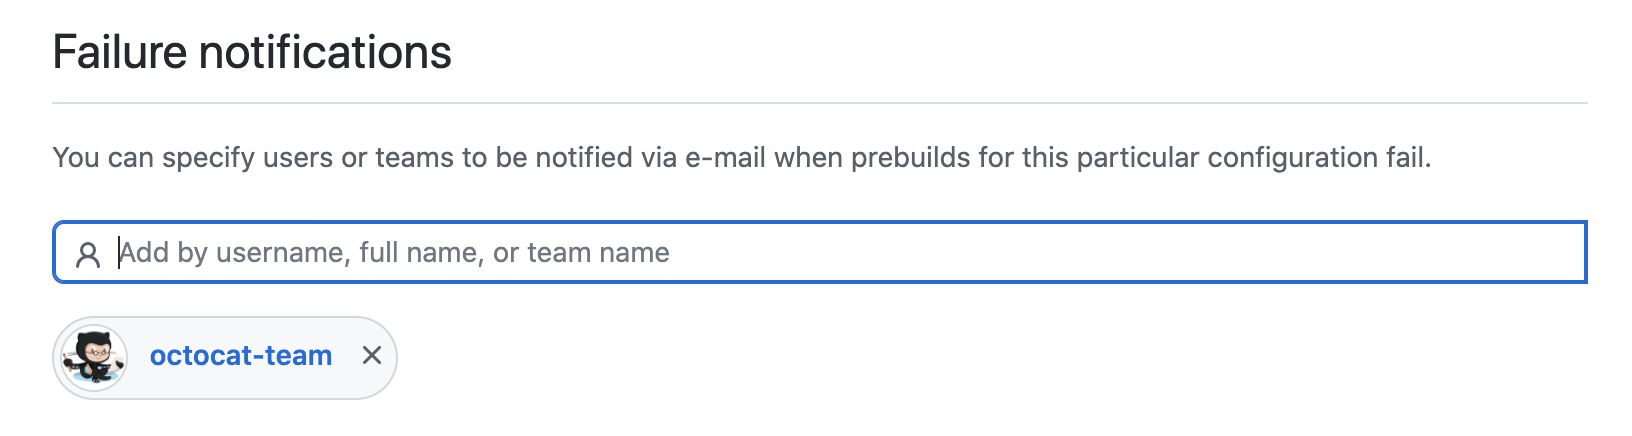 Failure notifications
You can specify users or teams to be notified via e-mail when prebuilds for this particular configuration fail.
Add by username, full name, or team name
octocat-team